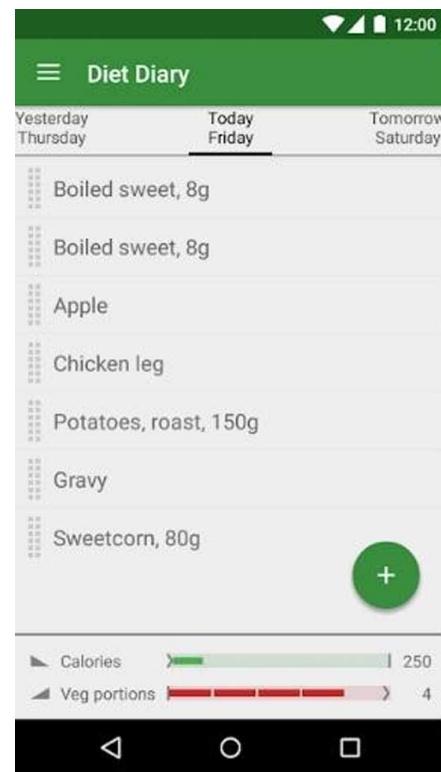 12:00
Diet Diary
Yesterday Today Tomorrow
Thursday Friday Saturday
Boiled sweet, 8g
Boiled sweet, 8g
Apple
Chicken leg
Potatoes, roast, 150g
Gravy
Sweetcorn, 80g
+
Calories 250
Veg portions 4